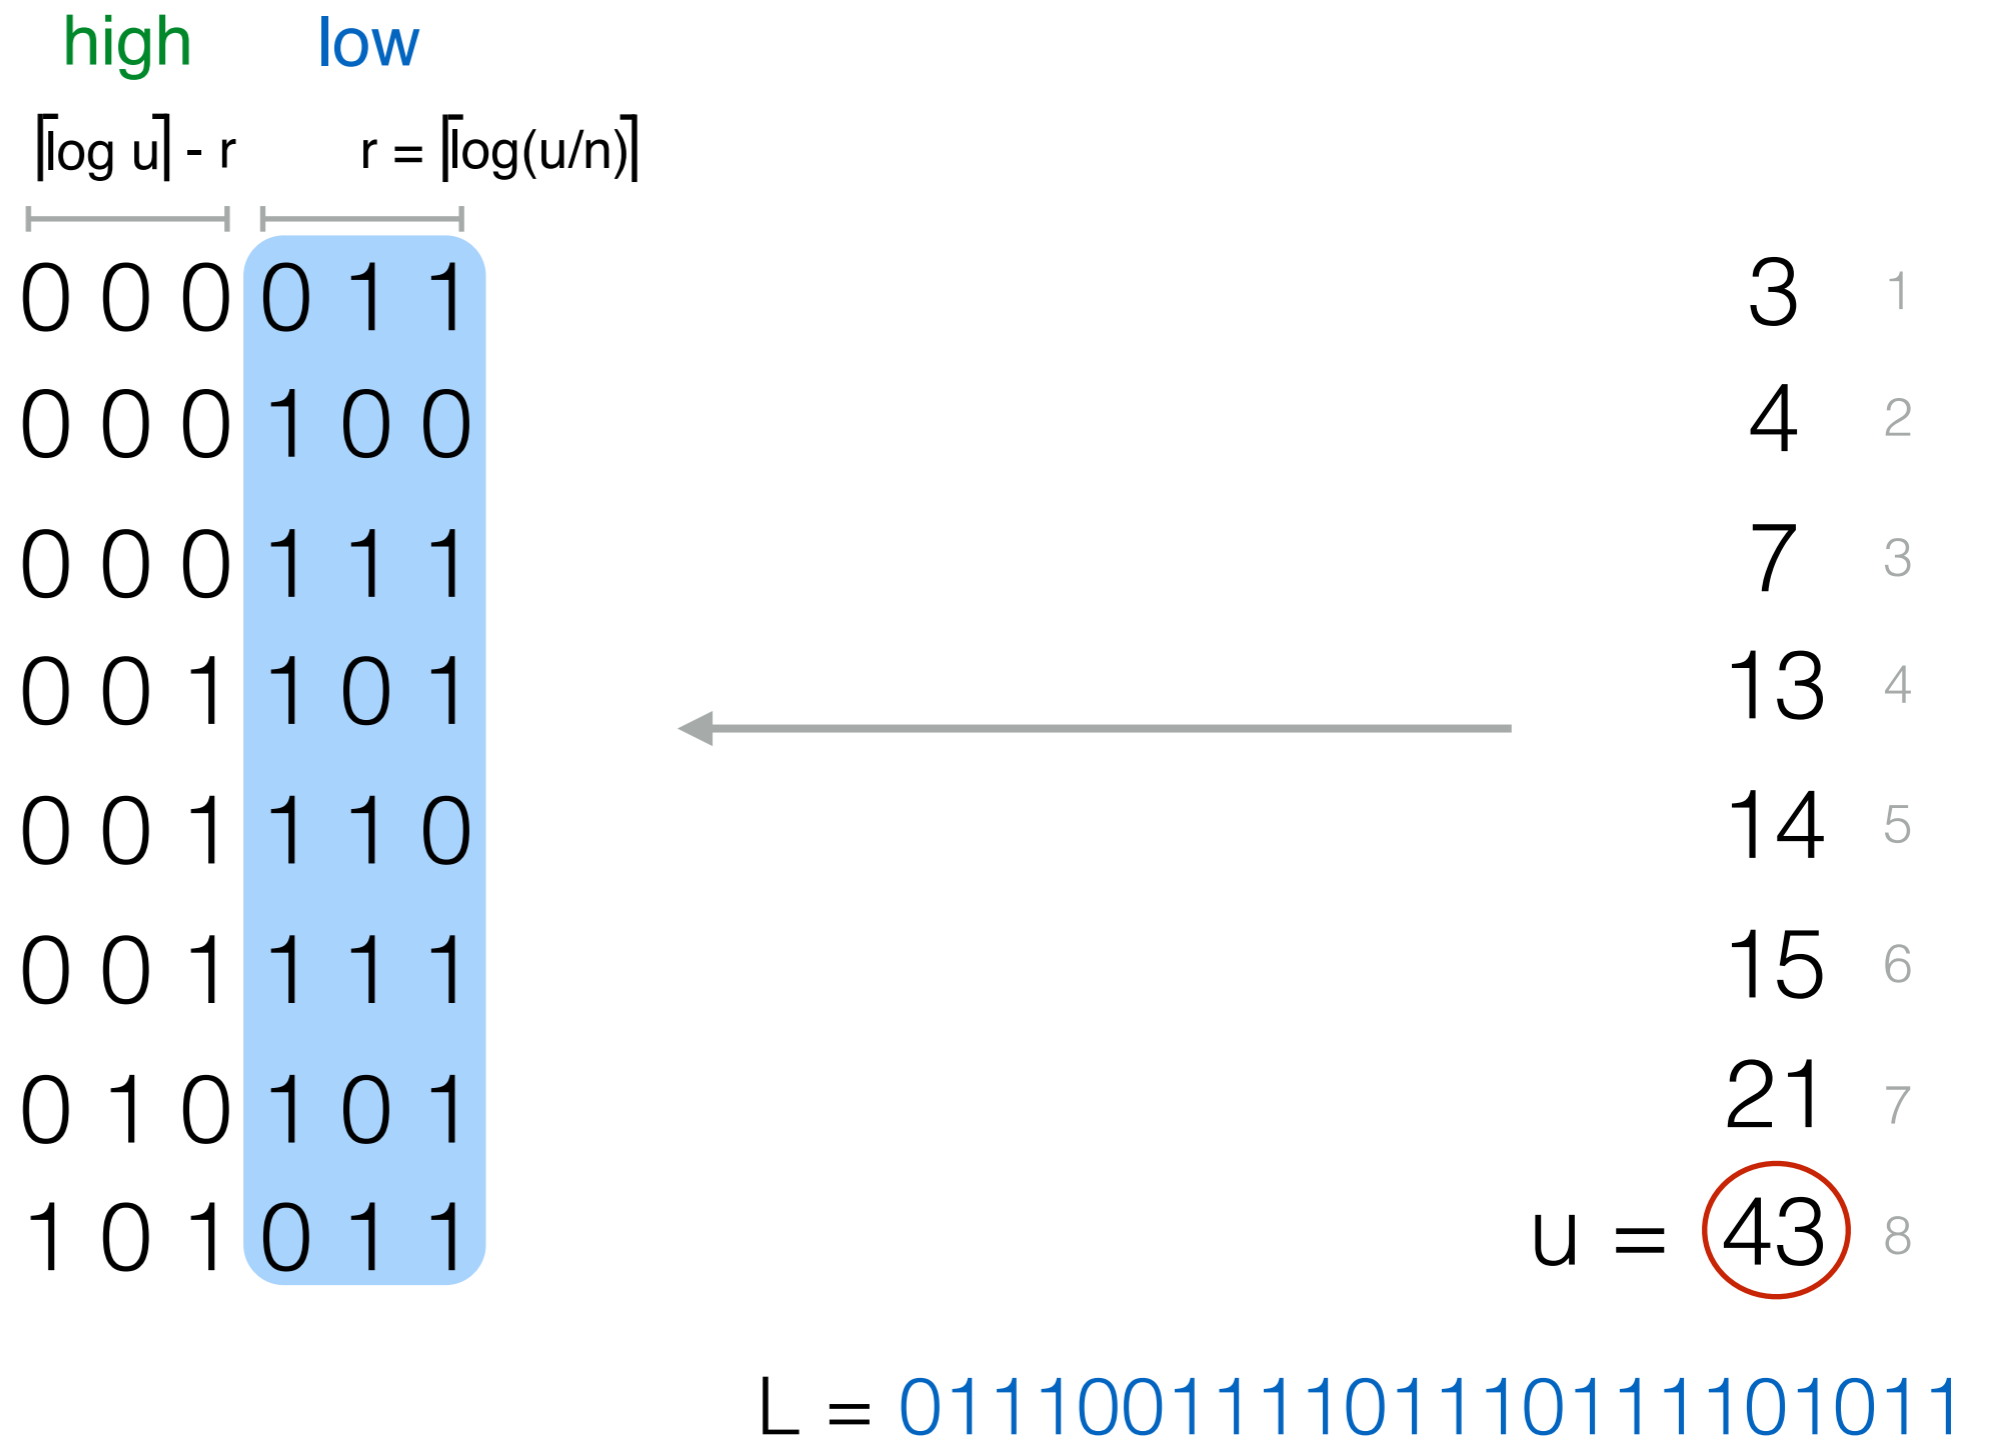 high low
⌈log u⌉ - r r = ⌈log(u/n)⌉
0 0 0 0 1 1 3 1
0 0 0 1 0 0 4 2
0 0 0 1 1 1 7 3
0 0 1 1 0 1 13 4
0 0 1 1 1 0 14 5
0 0 1 1 1 1 15 6
0 1 0 1 0 1 21 7
1 0 1 0 1 1 u = 43 8
L = 011100111101110111101011